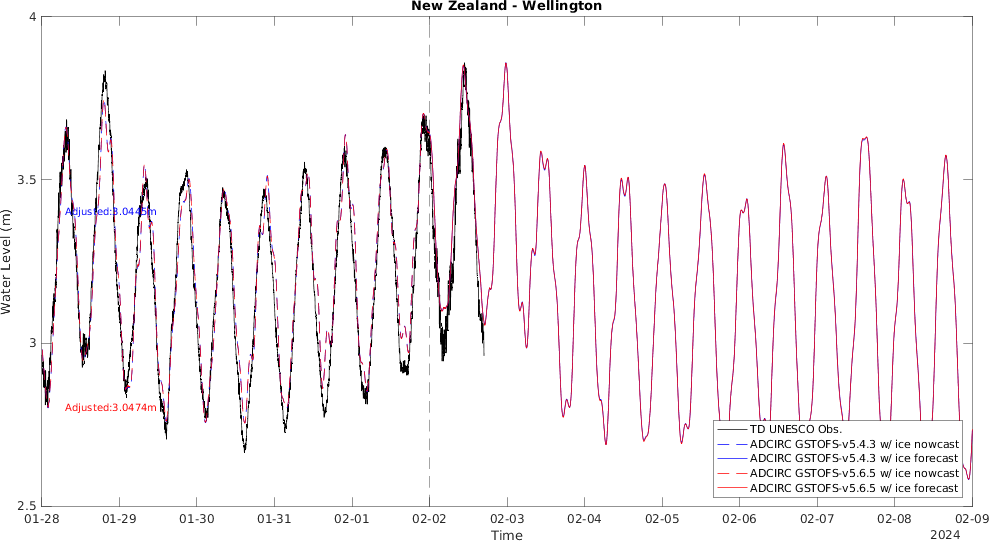 New Zealand - Wellington
Water Level (m)
4
3.5
3
2.5
Adjusted:3.0445m
Adjusted:3.0474m
TD UNESCO Obs.
ADCIRC GSTOFS-v5.4.3 w/ ice nowcast
ADCIRC GSTOFS-v5.4.3 w/ ice forecast
ADCIRC GSTOFS-v5.6.5 w/ ice nowcast
ADCIRC GSTOFS-v5.6.5 w/ ice forecast
01-28 01-29 01-30 01-31 02-01 02-02 02-03 02-04 02-05 02-06 02-07 02-08 02-09
Time
2024